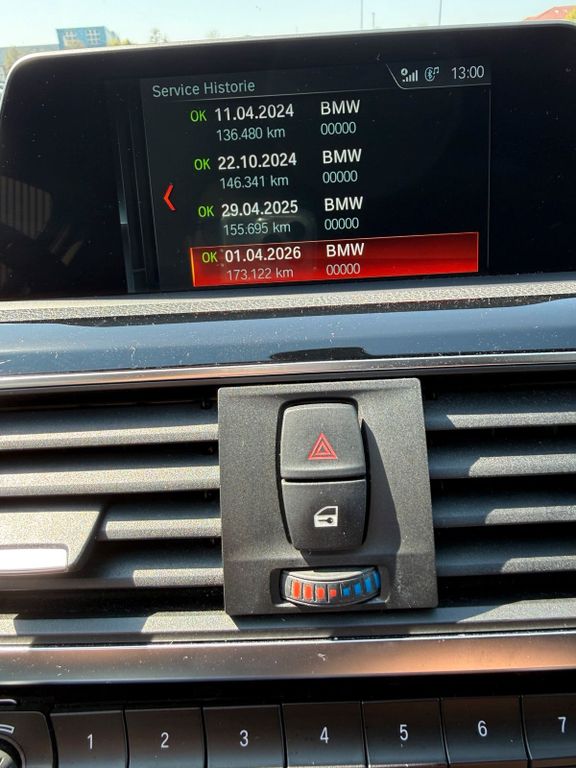 Service Historie
13:00
OK 11.04.2024 BMW
136.480 km 00000
OK 22.10.2024 BMW
146.341 km 00000
OK 29.04.2025 BMW
155.695 km 00000
OK 01.04.2026 BMW
173.122 km 00000
1 2 3 4 5 6 7